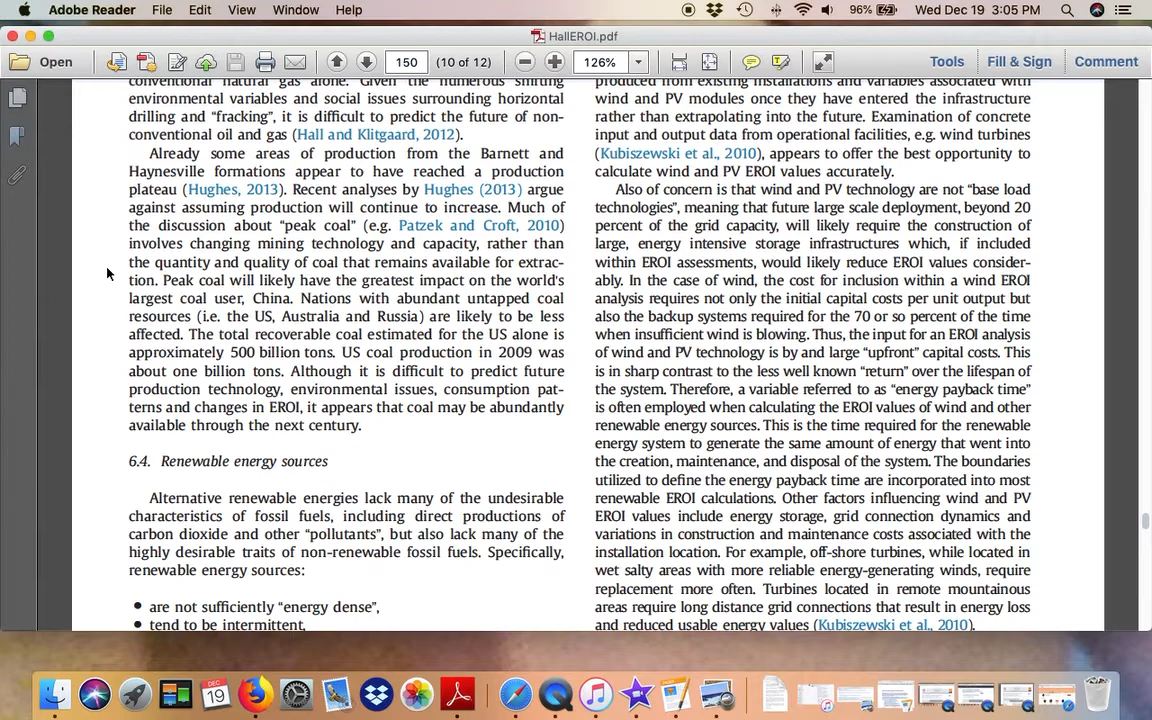 Adobe Reader File Edit View Window Help 96% Wed Dec 19 3:05 PM
HallEROI.pdf
Open 150 (10 of 12) 126% Tools Fill & Sign Comment
conventional natural gas alone. Given the numerous shifting
environmental variables and social issues surrounding horizontal
drilling and “fracking”, it is difficult to predict the future of non-
conventional oil and gas (Hall and Klitgaard, 2012).
Already some areas of production from the Barnett and
Haynesville formations appear to have reached a production
plateau (Hughes, 2013). Recent analyses by Hughes (2013) argue
against assuming production will continue to increase. Much of
the discussion about “peak coal” (e.g. Patzek and Croft, 2010)
involves changing mining technology and capacity, rather than
the quantity and quality of coal that remains available for extrac-
tion. Peak coal will likely have the greatest impact on the world's
largest coal user, China. Nations with abundant untapped coal
resources (i.e. the US, Australia and Russia) are likely to be less
affected. The total recoverable coal estimated for the US alone is
approximately 500 billion tons. US coal production in 2009 was
about one billion tons. Although it is difficult to predict future
production technology, environmental issues, consumption pat-
terns and changes in EROI, it appears that coal may be abundantly
available through the next century.
6.4. Renewable energy sources
Alternative renewable energies lack many of the undesirable
characteristics of fossil fuels, including direct productions of
carbon dioxide and other “pollutants”, but also lack many of the
highly desirable traits of non-renewable fossil fuels. Specifically,
renewable energy sources:
• are not sufficiently “energy dense”,
• tend to be intermittent,
produced from existing installations and variables associated with
wind and PV modules once they have entered the infrastructure
rather than extrapolating into the future. Examination of concrete
input and output data from operational facilities, e.g. wind turbines
(Kubiszewski et al., 2010), appears to offer the best opportunity to
calculate wind and PV EROI values accurately.
Also of concern is that wind and PV technology are not “base load
technologies”, meaning that future large scale deployment, beyond 20
percent of the grid capacity, will likely require the construction of
large, energy intensive storage infrastructures which, if included
within EROI assessments, would likely reduce EROI values consider-
ably. In the case of wind, the cost for inclusion within a wind EROI
analysis requires not only the initial capital costs per unit output but
also the backup systems required for the 70 or so percent of the time
when insufficient wind is blowing. Thus, the input for an EROI analysis
of wind and PV technology is by and large “upfront” capital costs. This
is in sharp contrast to the less well known “return” over the lifespan of
the system. Therefore, a variable referred to as “energy payback time”
is often employed when calculating the EROI values of wind and other
renewable energy sources. This is the time required for the renewable
energy system to generate the same amount of energy that went into
the creation, maintenance, and disposal of the system. The boundaries
utilized to define the energy payback time are incorporated into most
renewable EROI calculations. Other factors influencing wind and PV
EROI values include energy storage, grid connection dynamics and
variations in construction and maintenance costs associated with the
installation location. For example, off-shore turbines, while located in
wet salty areas with more reliable energy-generating winds, require
replacement more often. Turbines located in remote mountainous
areas require long distance grid connections that result in energy loss
and reduced usable energy values (Kubiszewski et al., 2010).
DEC
19